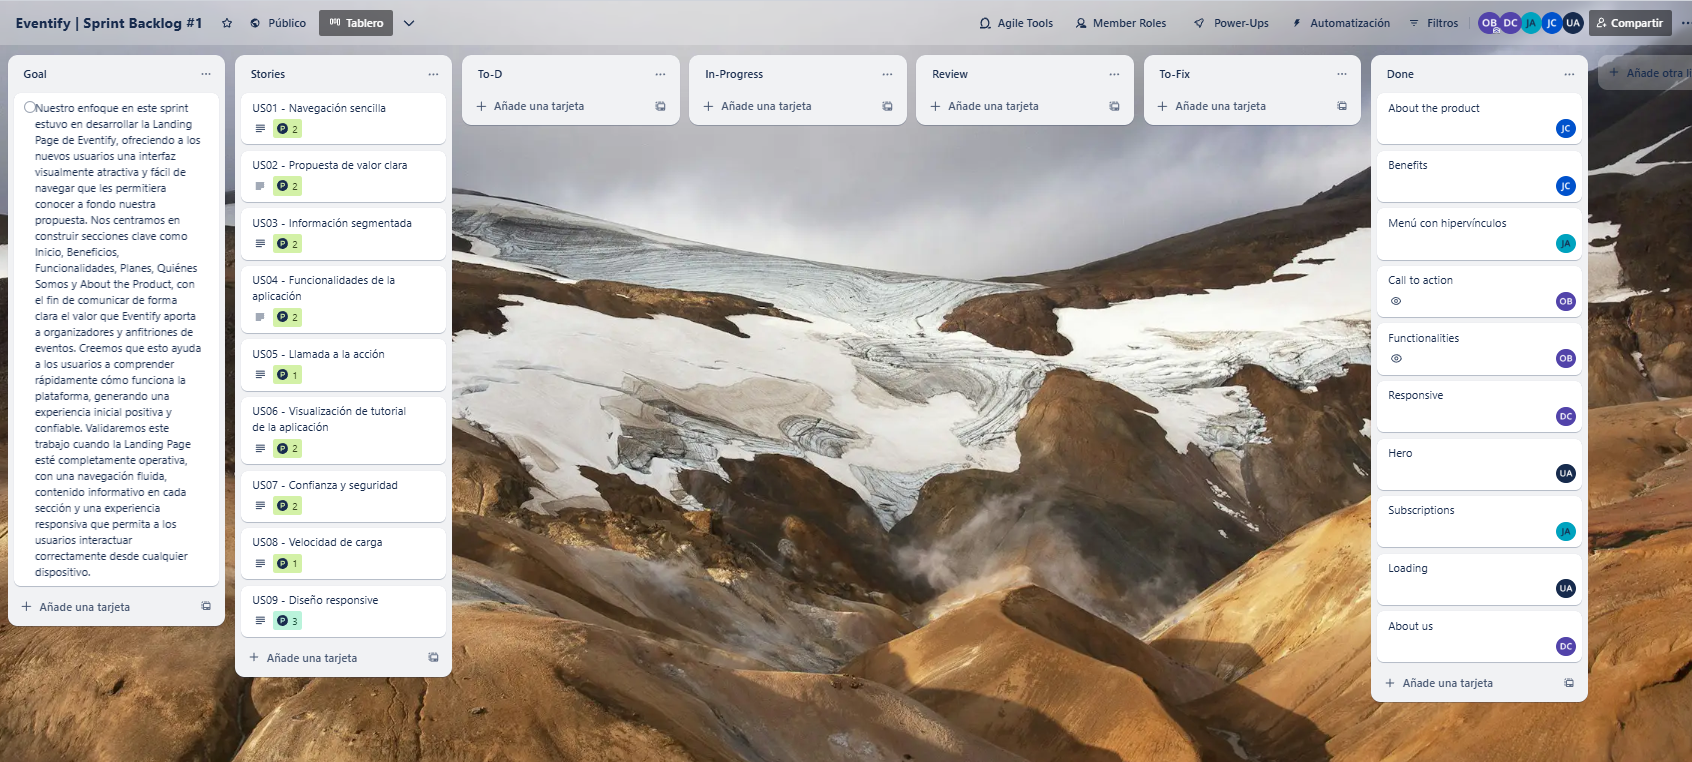 Eventify | Sprint Backlog #1
Público
Tablero
Agile Tools
Member Roles
Power-Ups
Automatización
Filtros
OB
DC
JA
JC
UA
Compartir
Goal
Nuestro enfoque en este sprint
estuvo en desarrollar la Landing
Page de Eventify, ofreciendo a los
nuevos usuarios una interfaz
visualmente atractiva y fácil de
navegar que les permitiera
conocer a fondo nuestra
propuesta. Nos centramos en
construir secciones clave como
Inicio, Beneficios,
Funcionalidades, Planes, Quiénes
Somos y About the Product, con
el fin de comunicar de forma
clara el valor que Eventify aporta
a organizadores y anfitriones de
eventos. Creemos que esto ayuda
a los usuarios a comprender
rápidamente cómo funciona la
plataforma, generando una
experiencia inicial positiva y
confiable. Validaremos este
trabajo cuando la Landing Page
esté completamente operativa,
con una navegación fluida,
contenido informativo en cada
sección y una experiencia
responsiva que permita a los
usuarios interactuar
correctamente desde cualquier
dispositivo.
Añade una tarjeta
Stories
US01 - Navegación sencilla
P 2
US02 - Propuesta de valor clara
P 2
US03 - Información segmentada
P 2
US04 - Funcionalidades de la
aplicación
P 2
US05 - Llamada a la acción
P 1
US06 - Visualización de tutorial
de la aplicación
P 2
US07 - Confianza y seguridad
P 2
US08 - Velocidad de carga
P 1
US09 - Diseño responsive
P 3
Añade una tarjeta
To-D
Añade una tarjeta
In-Progress
Añade una tarjeta
Review
Añade una tarjeta
To-Fix
Añade una tarjeta
Done
About the product
JC
Benefits
JC
Menú con hipervínculos
JA
Call to action
OB
Functionalities
OB
Responsive
DC
Hero
UA
Subscriptions
JA
Loading
UA
About us
DC
Añade una tarjeta
Añade otra li